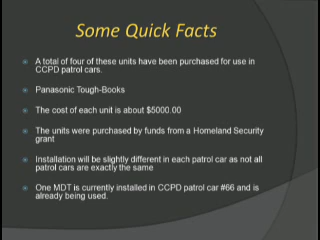 Some Quick Facts
A total of four of these units have been purchased for use in
CCPD patrol cars.
Panasonic Tough-Books
The cost of each unit is about $5000.00
The units were purchased by funds from a Homeland Security
grant
Installation will be slightly different in each patrol car as not all
patrol cars are exactly the same
One MDT is currently installed in CCPD patrol car #66 and is
already being used.